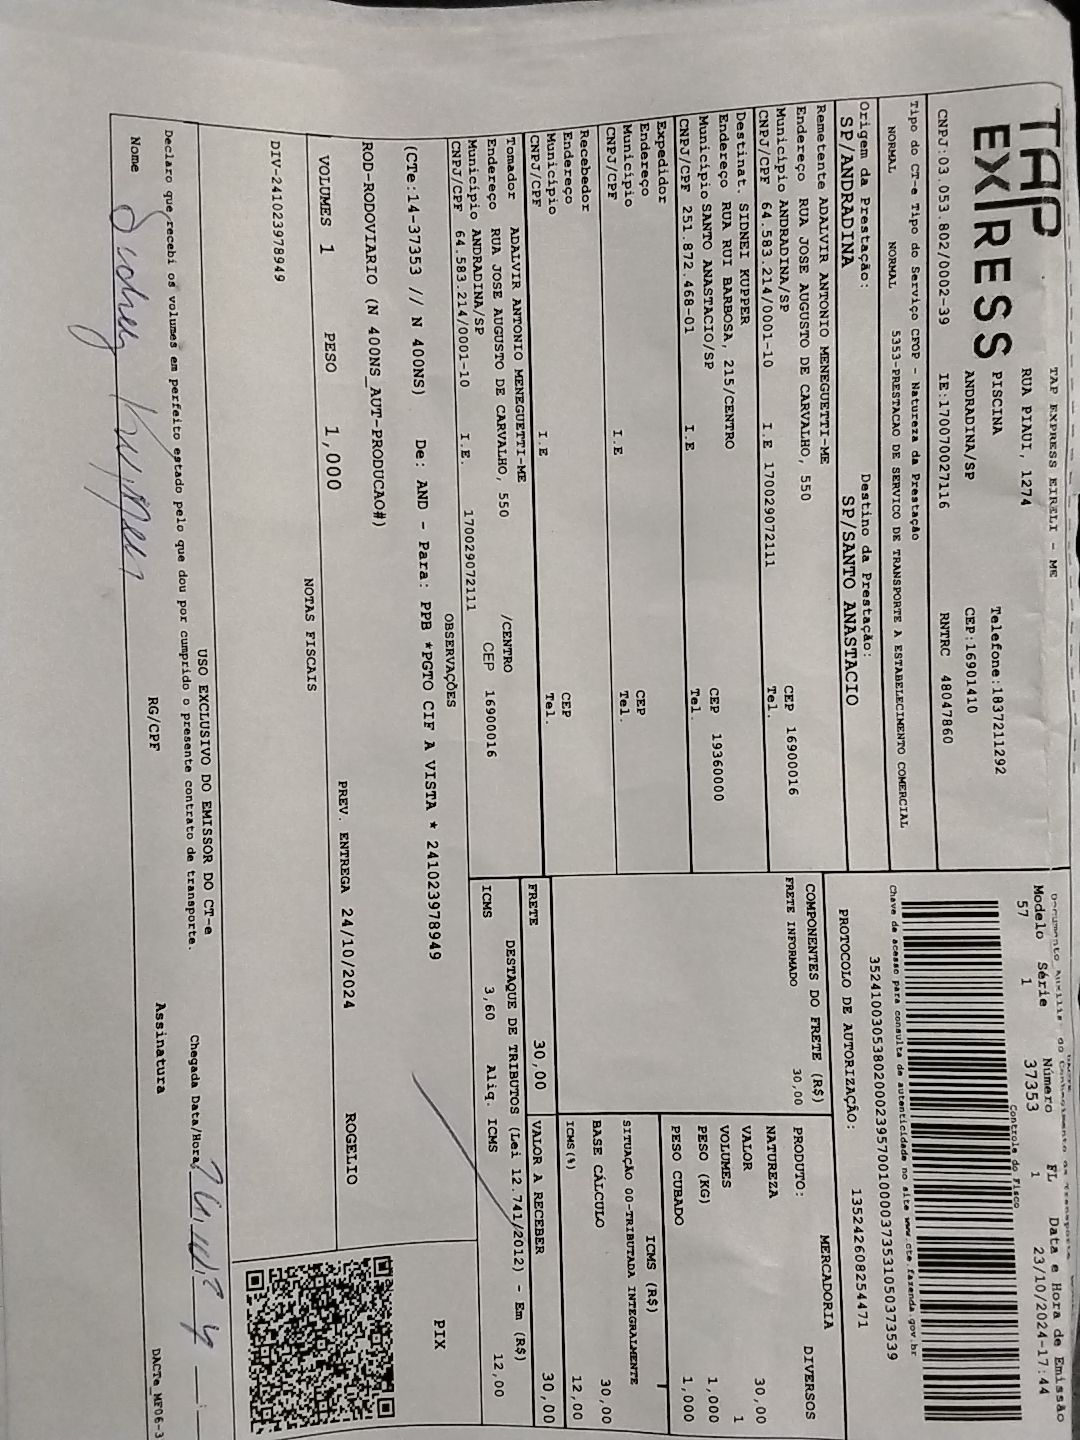 TAP
EXPRESS
TAP EXPRESS EIRELI - ME
RUA PIAUI, 1274
PISCINA Telefone:1837211292
ANDRADINA/SP CEP:16901410
CNPJ:03.053.802/0002-39 IE:170070027116 RNTRC 48047860
Tipo do CT-e Tipo do Serviço CFOP - Natureza da Prestação
NORMAL NORMAL 5353-PRESTACAO DE SERVICO DE TRANSPORTE A ESTABELECIMENTO COMERCIAL
Origem da Prestação: Destino da Prestação:
SP/ANDRADINA SP/SANTO ANASTACIO
Remetente ADALVIR ANTONIO MENEGUETTI-ME
Endereço RUA JOSE AUGUSTO DE CARVALHO, 550
Município ANDRADINA/SP CEP 16900016
CNPJ/CPF 64.583.214/0001-10 I.E 170029072111 Tel.
Destinat. SIDNEI KUPPER
Endereço RUA RUI BARBOSA, 215/CENTRO
Município SANTO ANASTACIO/SP CEP 19360000
CNPJ/CPF 251.872.468-01 I.E Tel.
Expedidor
Endereço
Município CEP
CNPJ/CPF I.E Tel.
Recebedor
Endereço
Município CEP
CNPJ/CPF I.E Tel.
Tomador ADALVIR ANTONIO MENEGUETTI-ME
Endereço RUA JOSE AUGUSTO DE CARVALHO, 550 /CENTRO
Município ANDRADINA/SP CEP 16900016
CNPJ/CPF 64.583.214/0001-10 I.E. 170029072111
Documento Auxiliar do Conhecimento de Transporte
Modelo Série Número FL Data e Hora de Emissão
57 1 37353 1 23/10/2024-17:44
Controle do Fisco
Chave de acesso para consulta de autenticidade no site www.cte.fazenda.gov.br
35241003053802000239570010000373531050373539
PROTOCOLO DE AUTORIZAÇÃO: 135242608254471
COMPONENTES DO FRETE (R$)
FRETE INFORMADO 30,00
FRETE 30,00
MERCADORIA
PRODUTO: DIVERSOS
NATUREZA
VALOR 30,00
VOLUMES 1
PESO (KG) 1,000
PESO CUBADO 1,000
ICMS (R$)
SITUAÇÃO 00-TRIBUTADA INTEGRALMENTE
BASE CÁLCULO 30,00
ICMS(%) 12,00
VALOR A RECEBER 30,00
DESTAQUE DE TRIBUTOS (Lei 12.741/2012) - Em (R$)
ICMS 3,60 Aliq. ICMS 12,00
OBSERVAÇÕES
(CTe:14-37353 // N 400NS) De: AND - Para: PPB *PGTO CIF A VISTA * 241023978949
ROD-RODOVIARIO (N 400NS_AUT-PRODUCAO#)
PIX
VOLUMES 1 PESO 1,000 PREV. ENTREGA 24/10/2024 ROGELIO
NOTAS FISCAIS
DIV-241023978949
USO EXCLUSIVO DO EMISSOR DO CT-e
Declaro que recebi os volumes em perfeito estado pelo que dou por cumprido o presente contrato de transporte. Chegada Data/Hora
Nome Sidney Kupper RG/CPF Assinatura
DACTe_MF06-3